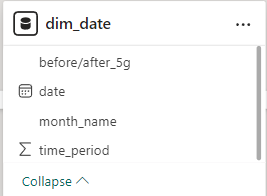 dim_date
before/after_5g
date
month_name
time_period
Collapse